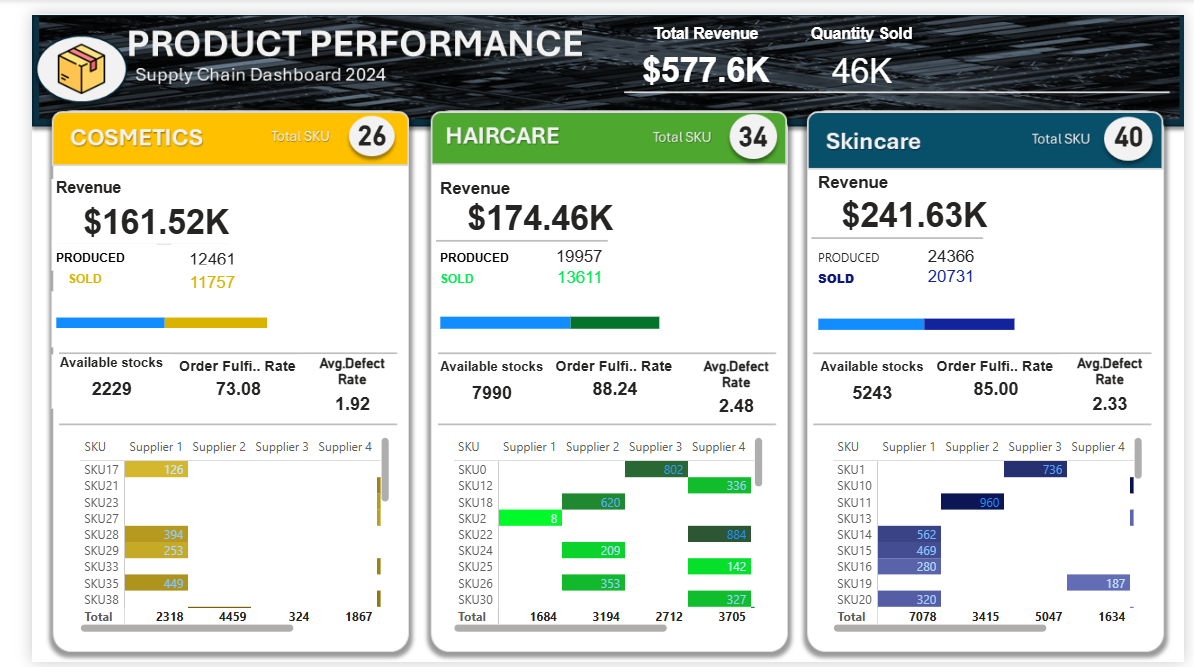 PRODUCT PERFORMANCE
Supply Chain Dashboard 2024
Total Revenue
$577.6K
Quantity Sold
46K
COSMETICS Total SKU 26
Revenue
$161.52K
PRODUCED 12461
SOLD 11757
Available stocks Order Fulfi.. Rate Avg.Defect Rate
2229 73.08 1.92
SKU Supplier 1 Supplier 2 Supplier 3 Supplier 4
SKU17 126
SKU21
SKU23
SKU27
SKU28 394
SKU29 253
SKU33
SKU35 449
SKU38
Total 2318 4459 324 1867
HAIRCARE Total SKU 34
Revenue
$174.46K
PRODUCED 19957
SOLD 13611
Available stocks Order Fulfi.. Rate Avg.Defect Rate
7990 88.24 2.48
SKU Supplier 1 Supplier 2 Supplier 3 Supplier 4
SKU0 802
SKU12 336
SKU18 620
SKU2 8
SKU22 884
SKU24 209
SKU25 142
SKU26 353
SKU30 327
Total 1684 3194 2712 3705
Skincare Total SKU 40
Revenue
$241.63K
PRODUCED 24366
SOLD 20731
Available stocks Order Fulfi.. Rate Avg.Defect Rate
5243 85.00 2.33
SKU Supplier 1 Supplier 2 Supplier 3 Supplier 4
SKU1 736
SKU10
SKU11 960
SKU13
SKU14 562
SKU15 469
SKU16 280
SKU19 187
SKU20 320
Total 7078 3415 5047 1634